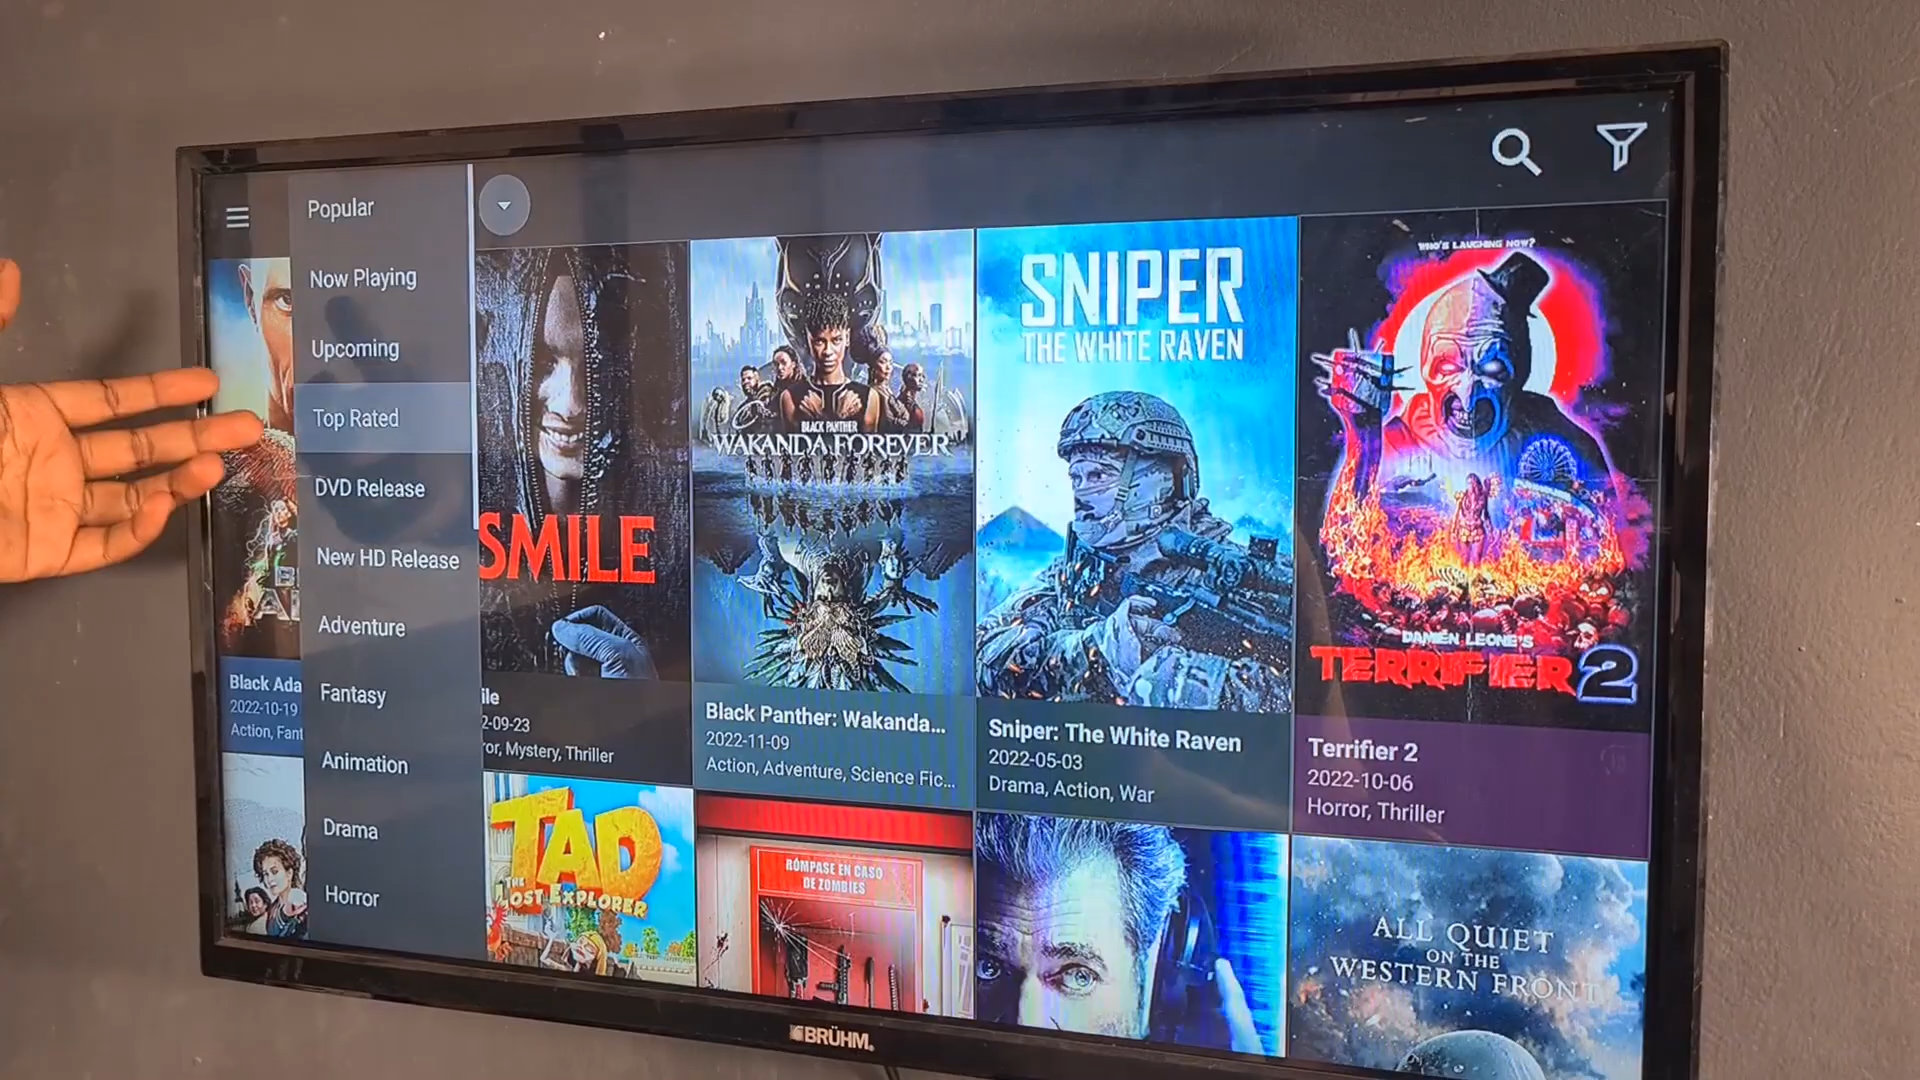 Popular
Now Playing
Upcoming
Top Rated
DVD Release
New HD Release
Adventure
Fantasy
Animation
Drama
Horror
Black Ada
2022-10-19
Action, Fant
SMILE
ile
2-09-23
ror, Mystery, Thriller
BLACK PANTHER
WAKANDA FOREVER
Black Panther: Wakanda...
2022-11-09
Action, Adventure, Science Fic...
SNIPER
THE WHITE RAVEN
Sniper: The White Raven
2022-05-03
Drama, Action, War
WHO'S LAUGHING NOW?
DAMIEN LEONE'S
TERRIFIER 2
Terrifier 2
2022-10-06
Horror, Thriller
TAD
THE
LOST EXPLORER
RÓMPASE EN CASO
DE ZOMBIES
ALL QUIET
ON THE
WESTERN FRONT
BRÜHM